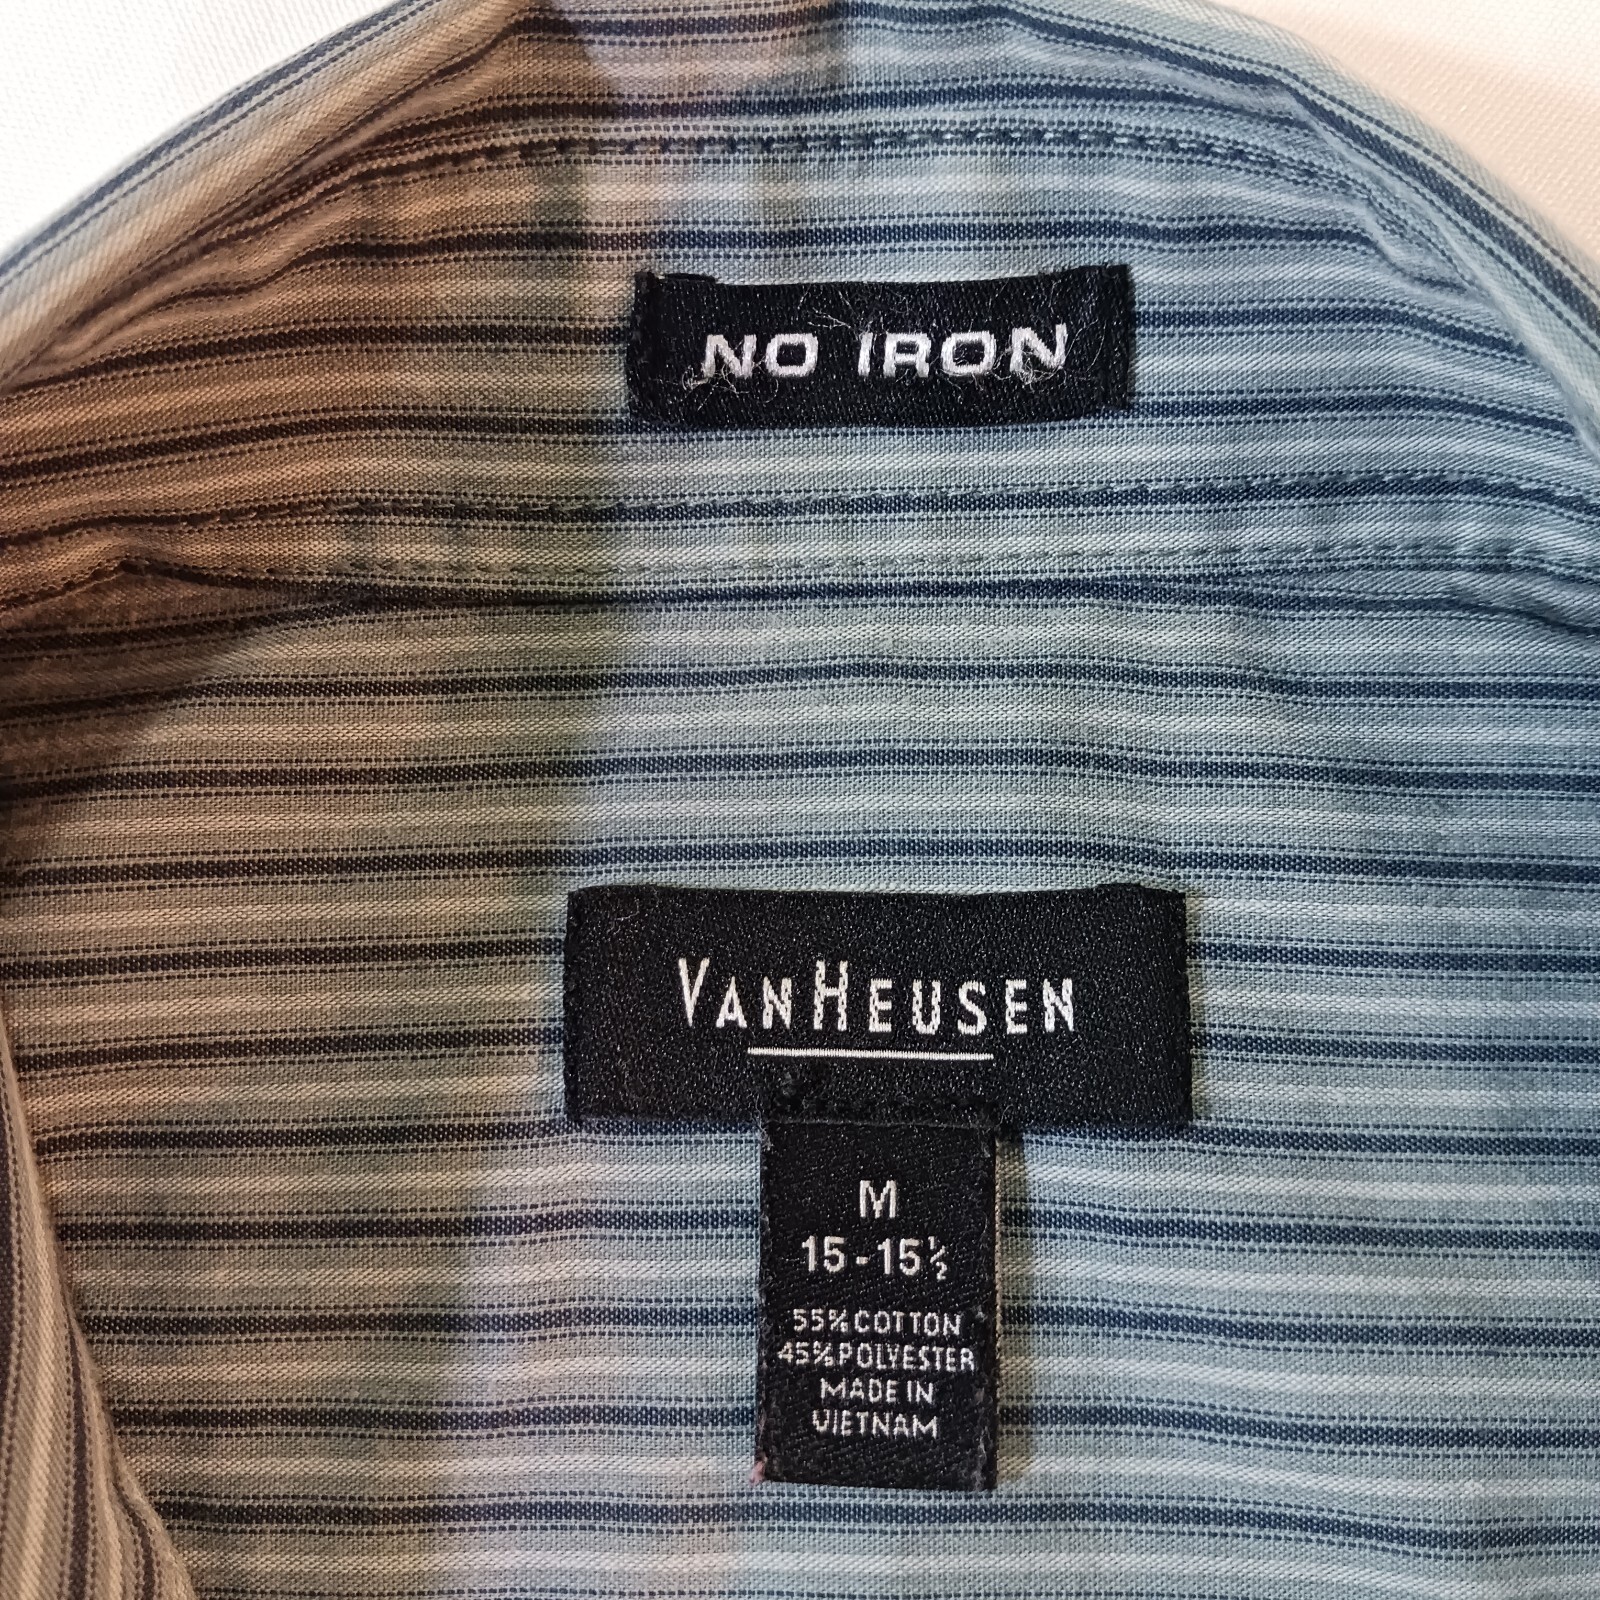 NO IRON
VANHEUSEN
M
15-15½
55% COTTON
45% POLYESTER
MADE IN
VIETNAM